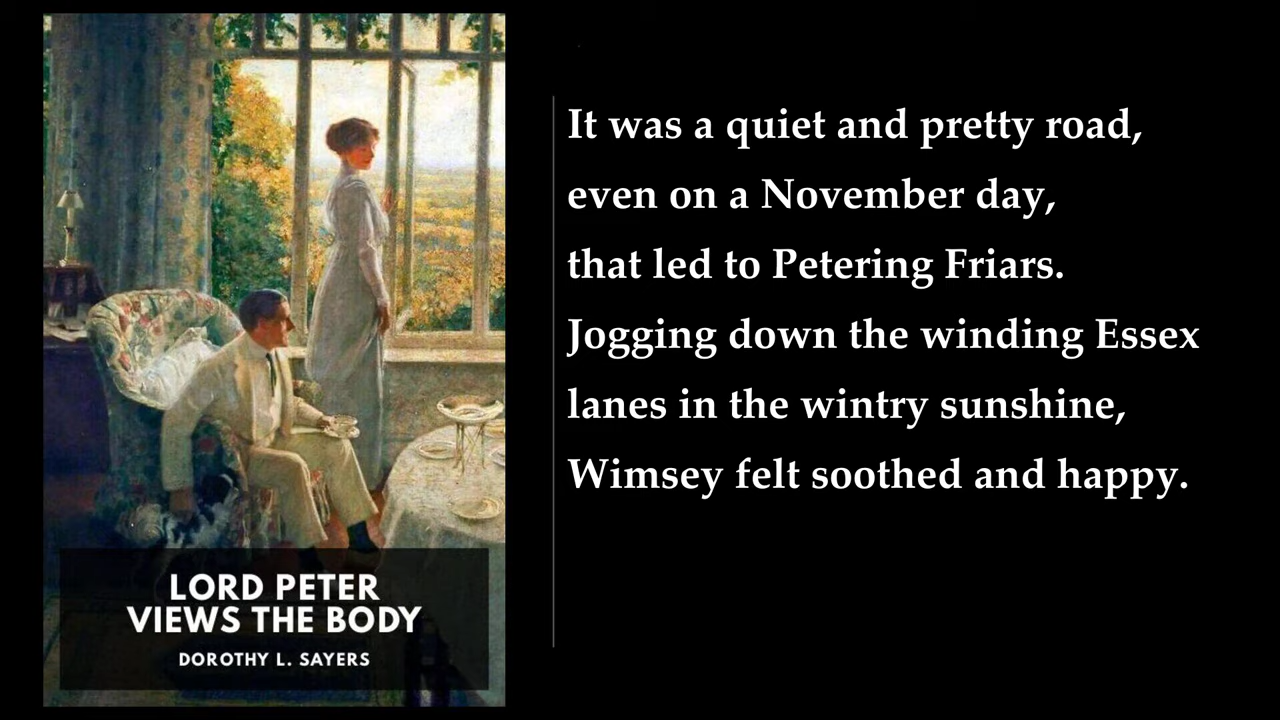 LORD PETER
VIEWS THE BODY
DOROTHY L. SAYERS
It was a quiet and pretty road,
even on a November day,
that led to Petering Friars.
Jogging down the winding Essex
lanes in the wintry sunshine,
Wimsey felt soothed and happy.